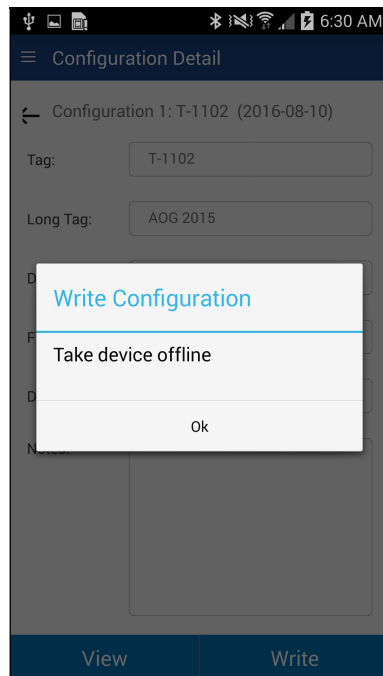 6:30 AM
Configuration Detail
Configuration 1: T-1102 (2016-08-10)
Tag: T-1102
Long Tag: AOG 2015
D
Write Configuration
F
Take device offline
D
Ok
Notes:
View Write